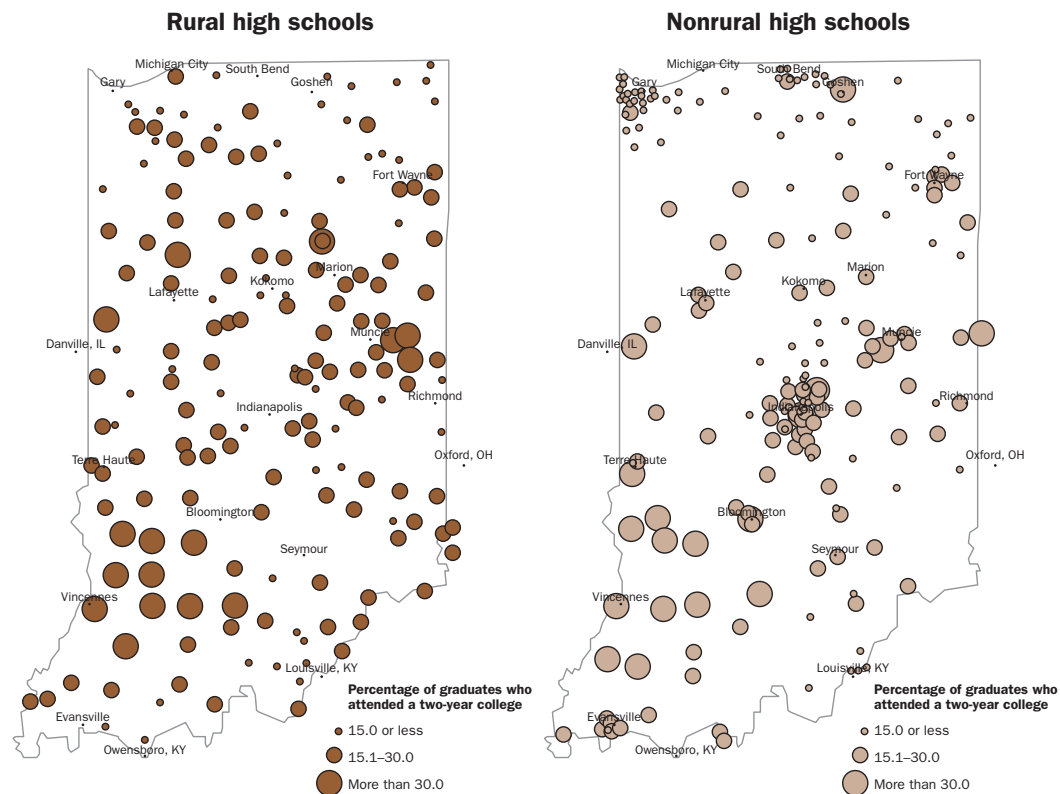 Rural high schools
Michigan City
South Bend
Gary
Goshen
Fort Wayne
Marion
Kokomo
Lafayette
Muncie
Danville, IL
Richmond
Indianapolis
Terre Haute
Oxford, OH
Bloomington
Seymour
Vincennes
Louisville, KY
Evansville
Owensboro, KY
Percentage of graduates who
attended a two-year college
15.0 or less
15.1–30.0
More than 30.0
Nonrural high schools
Michigan City
South Bend
Gary
Goshen
Fort Wayne
Marion
Kokomo
Lafayette
Muncie
Danville, IL
Richmond
Indianapolis
Terre Haute
Oxford, OH
Bloomington
Seymour
Vincennes
Louisville, KY
Evansville
Owensboro, KY
Percentage of graduates who
attended a two-year college
15.0 or less
15.1–30.0
More than 30.0